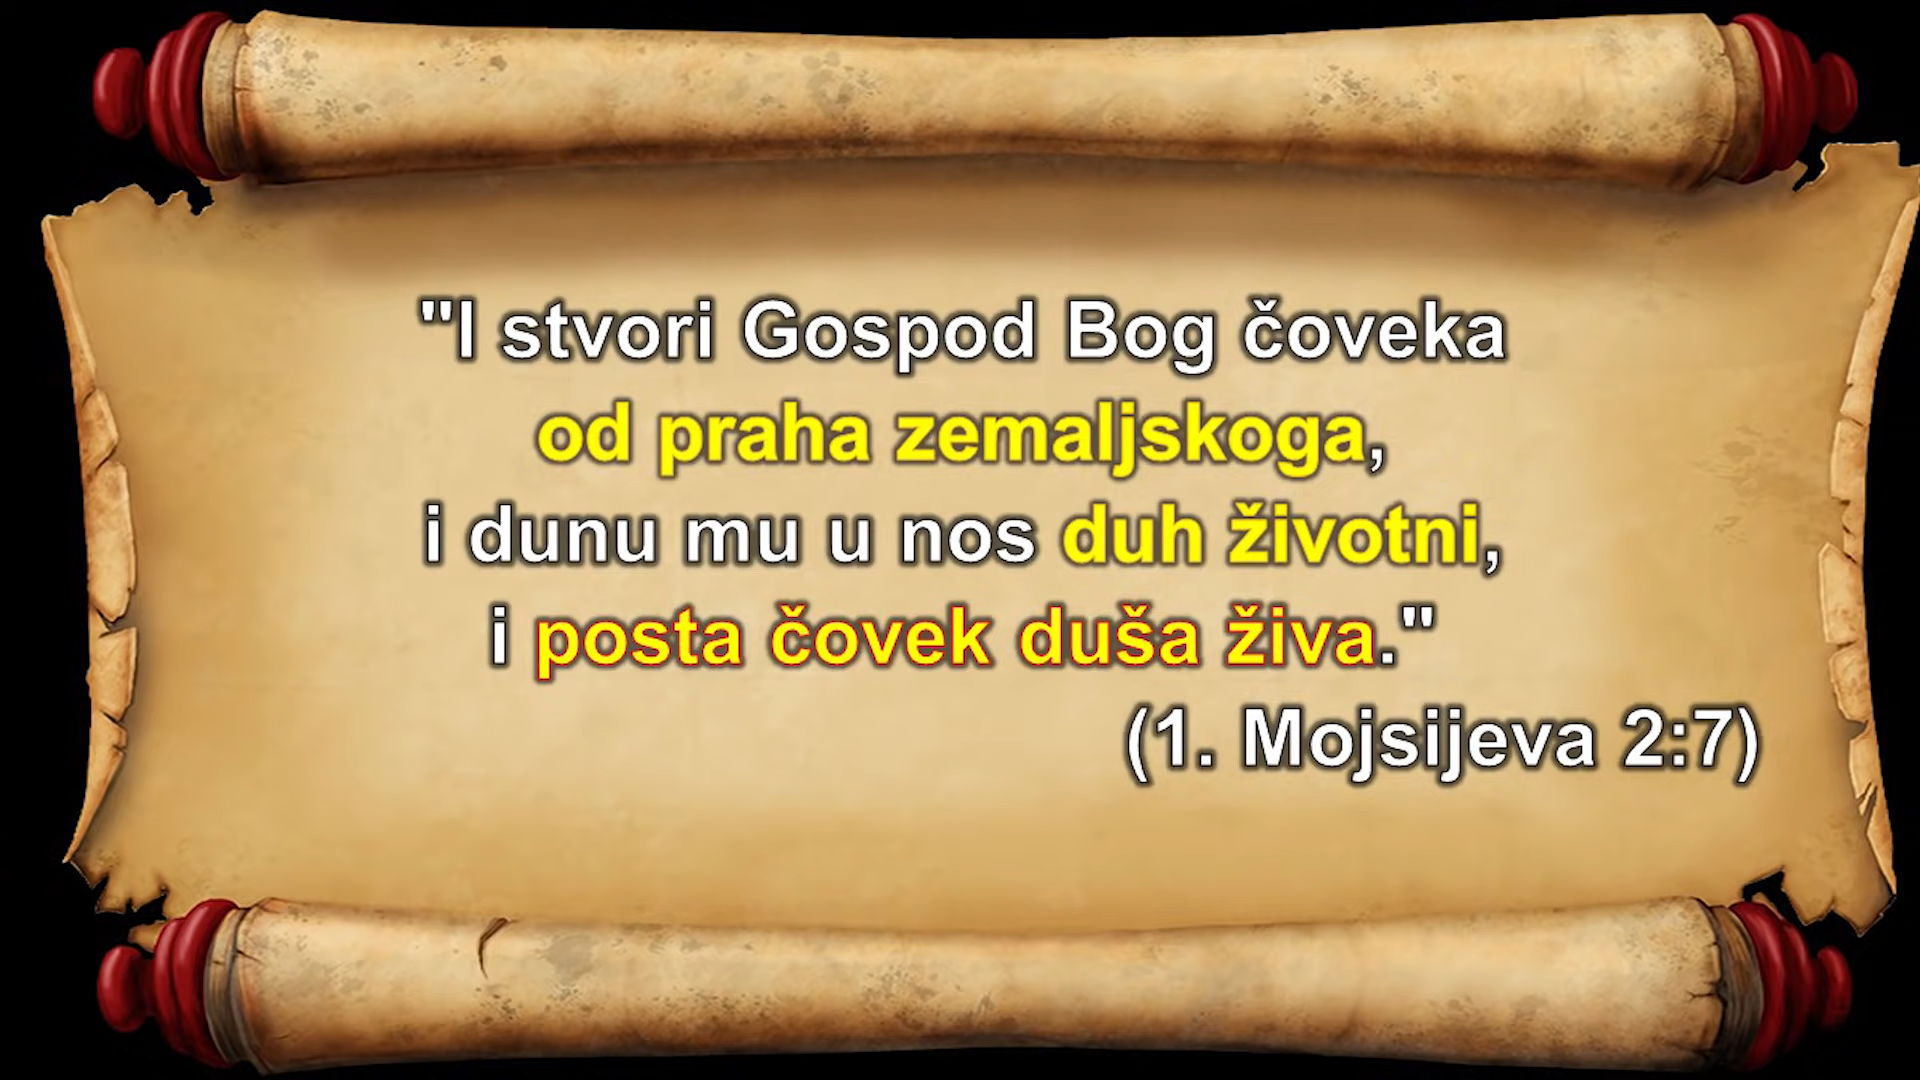 "I stvori Gospod Bog čoveka
od praha zemaljskoga,
i dunu mu u nos duh životni,
i posta čovek duša živa."
(1. Mojsijeva 2:7)